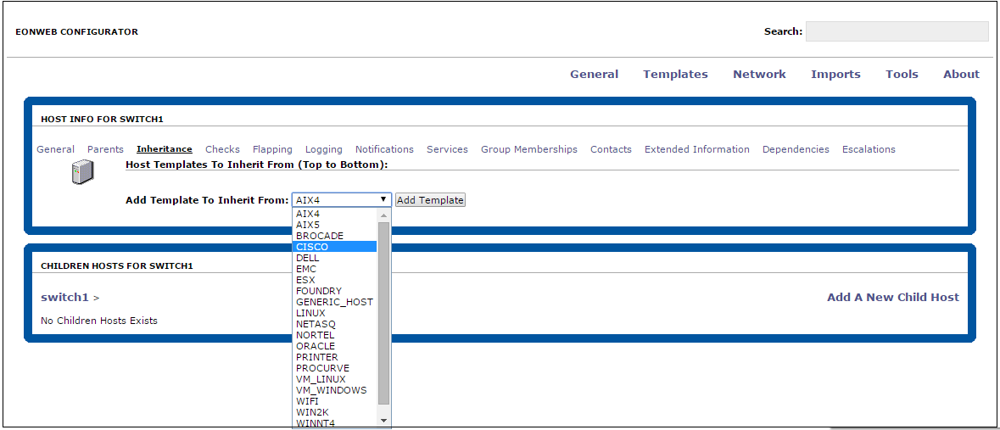 EONWEB CONFIGURATOR
Search:
General Templates Network Imports Tools About
HOST INFO FOR SWITCH1
General Parents Inheritance Checks Flapping Logging Notifications Services Group Memberships Contacts Extended Information Dependencies Escalations
Host Templates To Inherit From (Top to Bottom):
Add Template To Inherit From: AIX4 Add Template
AIX4
AIX5
BROCADE
CISCO
DELL
EMC
ESX
FOUNDRY
GENERIC_HOST
LINUX
NETASQ
NORTEL
ORACLE
PRINTER
PROCURVE
VM_LINUX
VM_WINDOWS
WIFI
WIN2K
WINNT4
CHILDREN HOSTS FOR SWITCH1
switch1 >
Add A New Child Host
No Children Hosts Exists